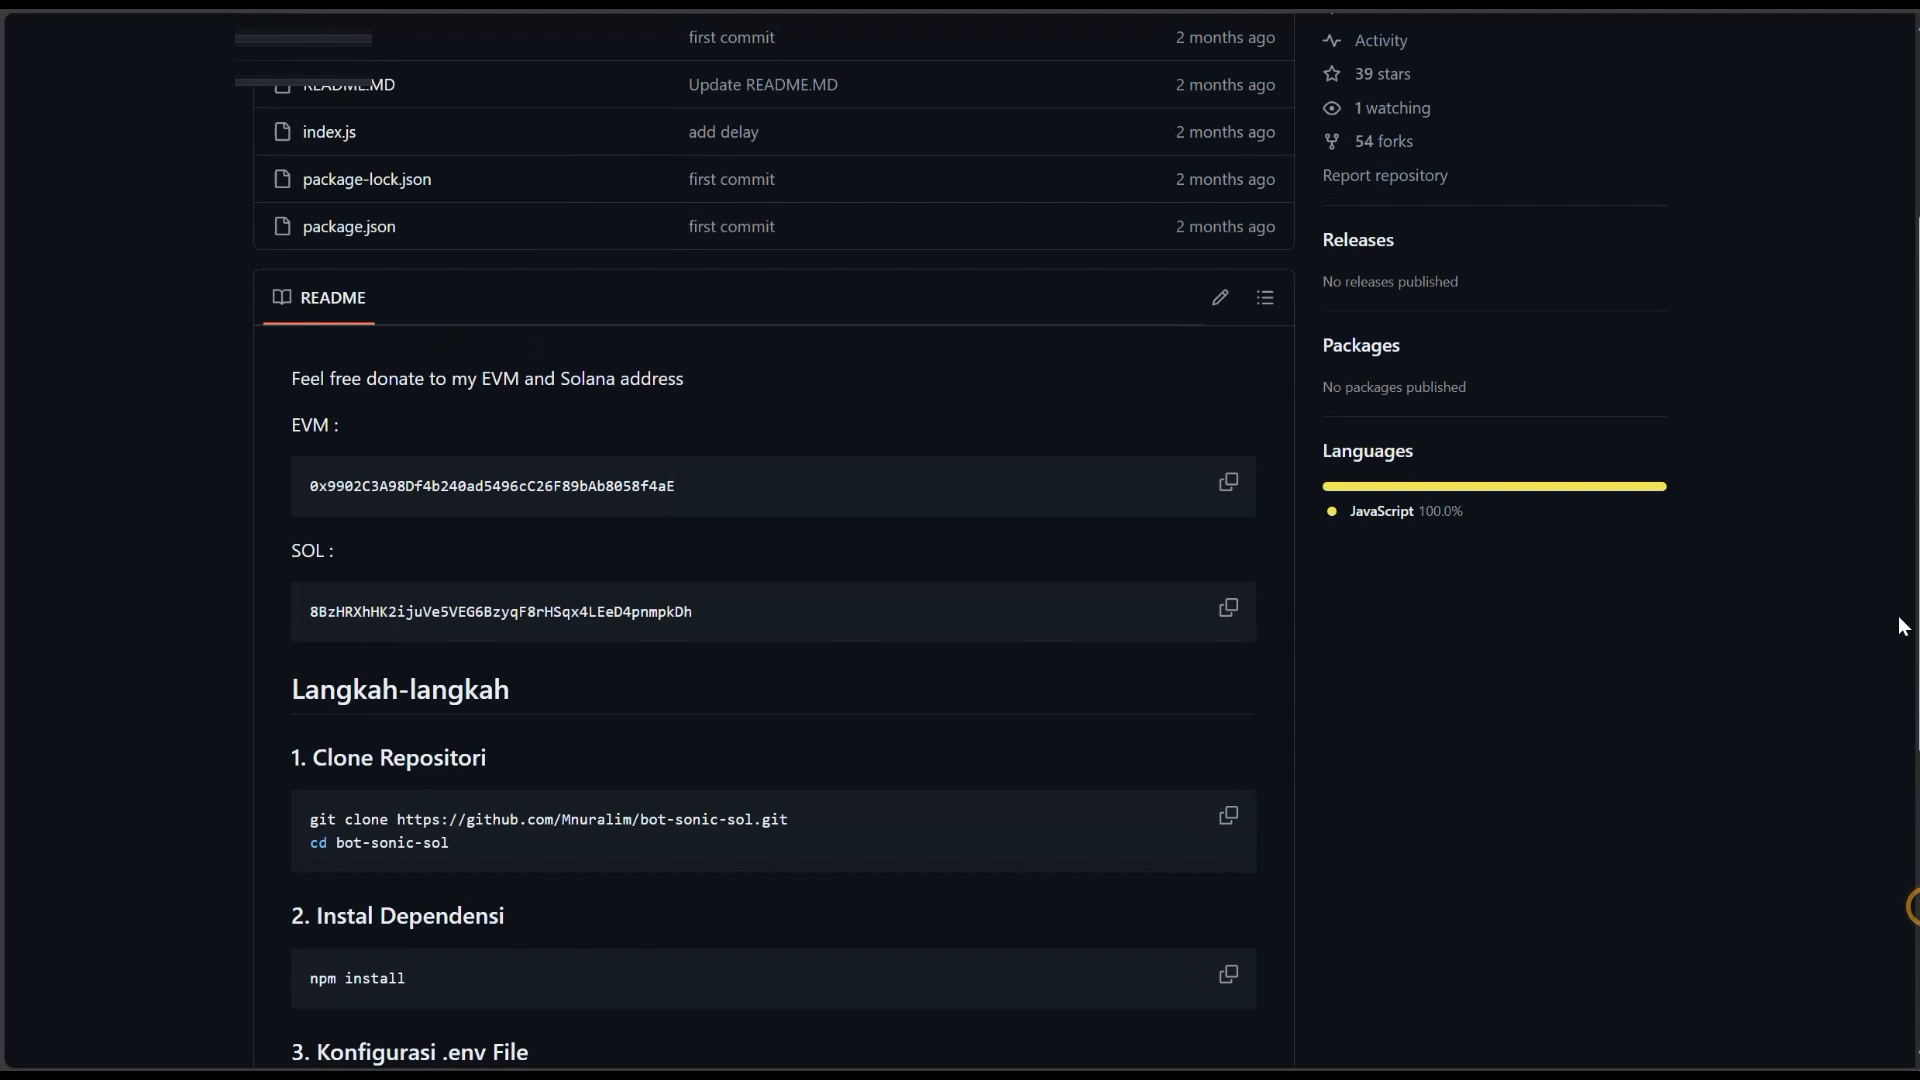 first commit 2 months ago
README.MD Update README.MD 2 months ago
index.js add delay 2 months ago
package-lock.json first commit 2 months ago
package.json first commit 2 months ago
README
Feel free donate to my EVM and Solana address
EVM :
0x9902C3A98Df4b240ad5496cC26F89bAb8058f4aE
SOL :
8BzHRXhHK2ijuVe5VEG6BzyqF8rHSqx4LEeD4pnmpkDh
Langkah-langkah
1. Clone Repositori
git clone https://github.com/Mnuralim/bot-sonic-sol.git
cd bot-sonic-sol
2. Instal Dependensi
npm install
3. Konfigurasi .env File
Activity
39 stars
1 watching
54 forks
Report repository
Releases
No releases published
Packages
No packages published
Languages
JavaScript 100.0%